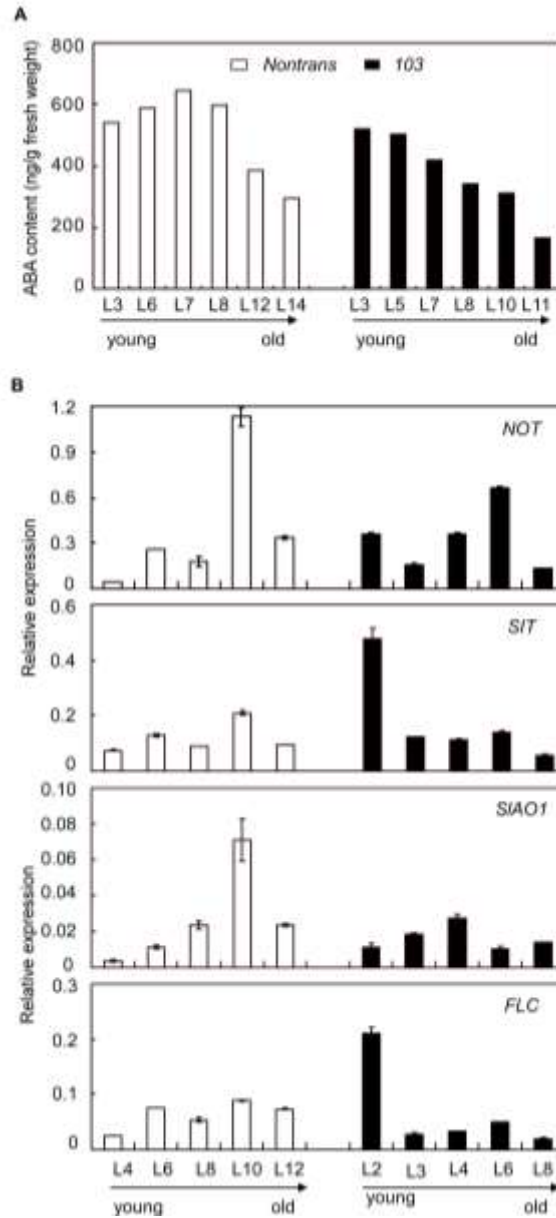 A
800
600
400
200
0
ABA content (ng/g fresh weight)
Nontrans 103
L3 L6 L7 L8 L12 L14 L3 L5 L7 L8 L10 L11
young old young old
B
1.2
0.9
0.6
0.3
0
NOT
Relative expression
0.6
0.4
0.2
0
SIT
0.10
0.08
0.06
0.04
0.02
0
SlAO1
Relative expression
0.3
0.2
0.1
0
FLC
L4 L6 L8 L10 L12 L2 L3 L4 L6 L8
young old young old